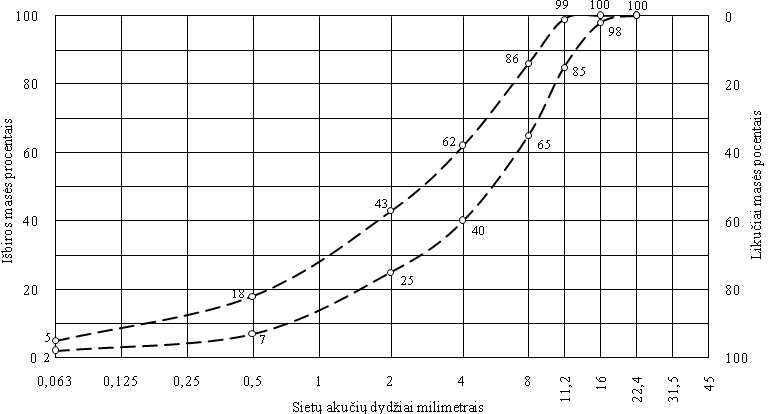 99 100 100
100 0
98
86
85
80 20
62 65
60 40
43
40 40 60
25
20 18 80
5 7
0 2 100
0,063 0,125 0,25 0,5 1 2 4 8 11,2 16 22,4 31,5 45
Sietų akučių dydžiai milimetrais
Išbiros masės procentais
Likučiai masės pocentais